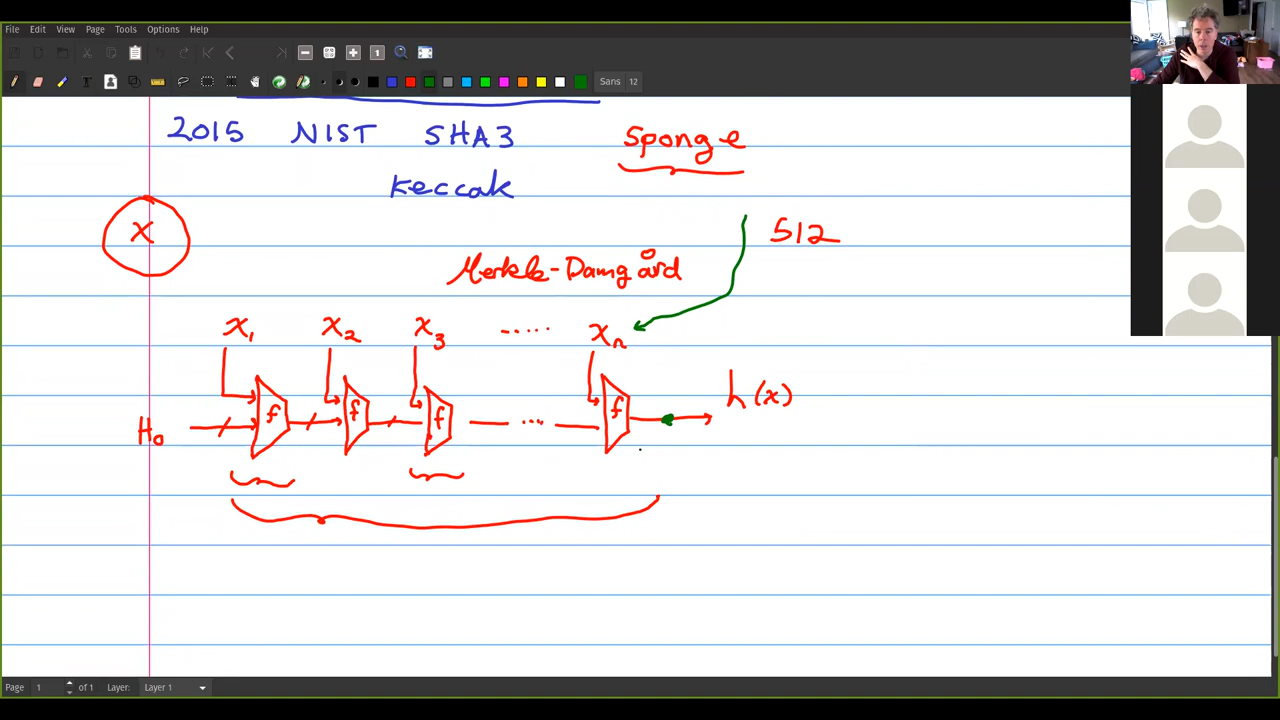 File Edit View Page Tools Options Help
Sans 12
2015 NIST SHA3 Sponge
Keccak
X
512
Merkle-Damgård
x1 x2 x3 ..... xn
h(x)
f f f f
H0 ...
Page 1 of 1 Layer: Layer 1